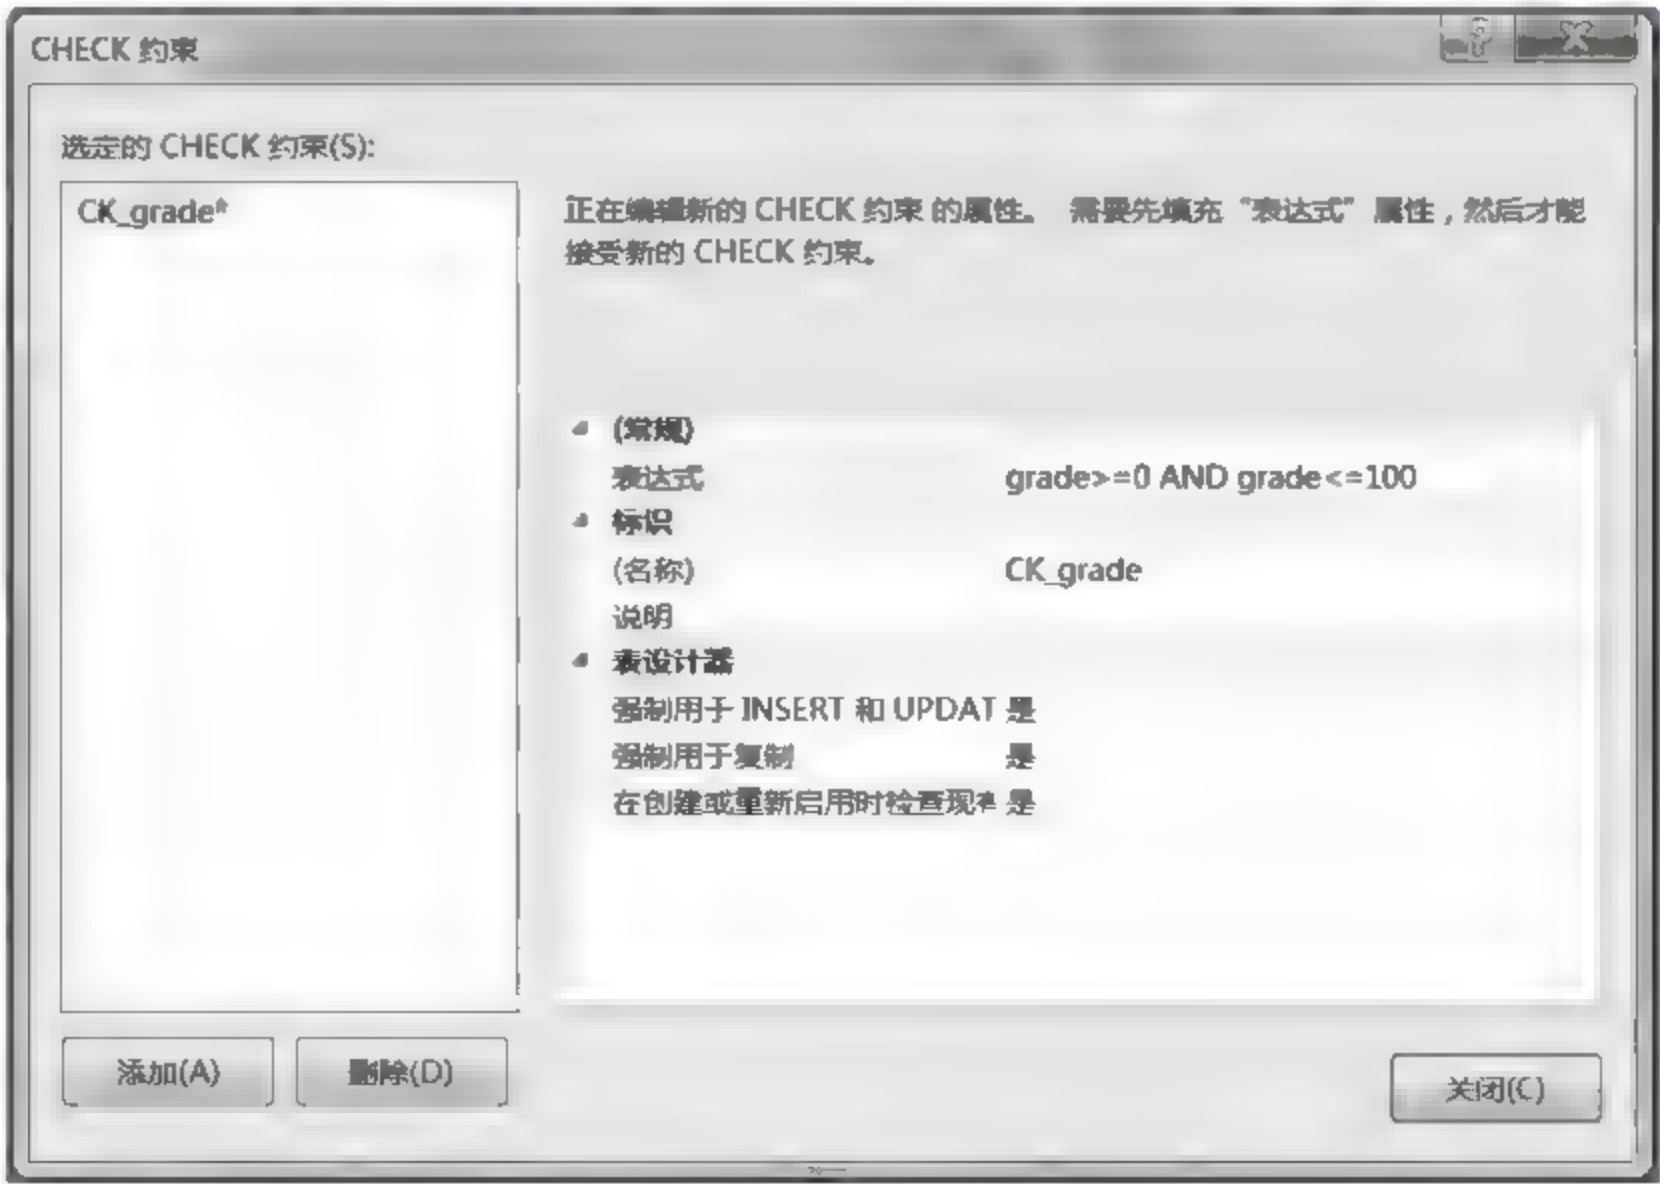 CHECK 约束
选定的 CHECK 约束(S):
CK_grade*
正在编辑新的 CHECK 约束 的属性。 需要先填充“表达式”属性，然后才能
接受新的 CHECK 约束。
(常规)
表达式 grade>=0 AND grade<=100
标识
(名称) CK_grade
说明
表设计器
强制用于 INSERT 和 UPDAT 是
强制用于复制 是
在创建或重新启用时检查现 是
添加(A) 删除(D)
关闭(C)